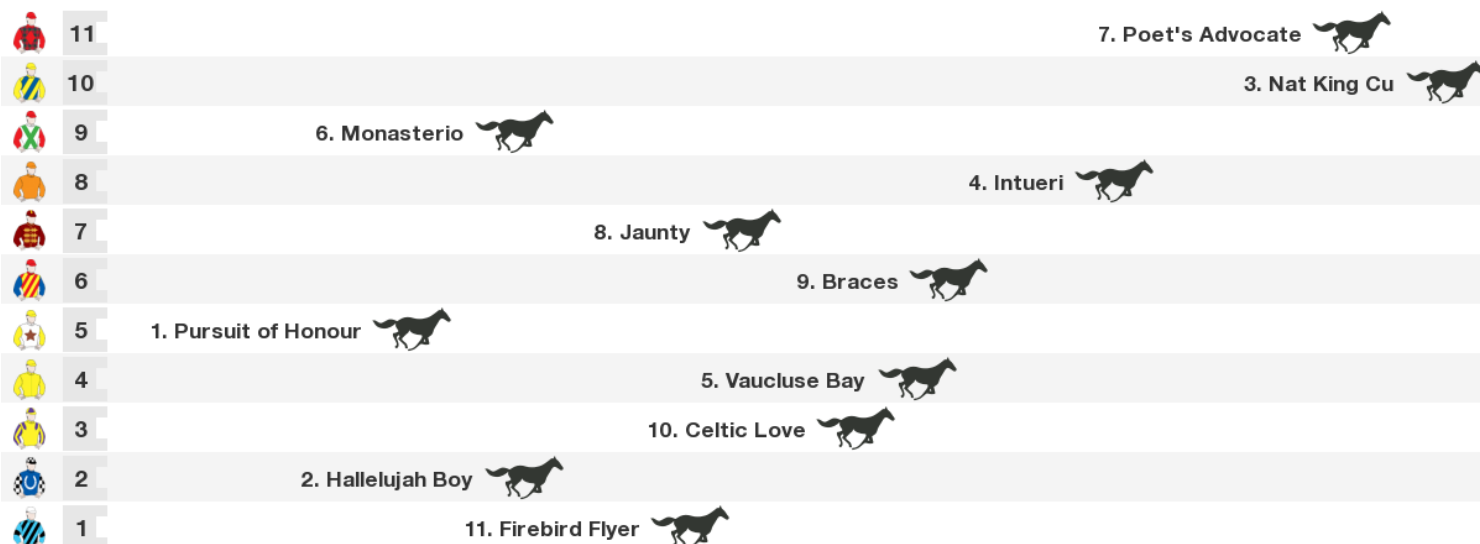 11 7. Poet's Advocate
10 3. Nat King Cu
9 6. Monasterio
8 4. Intueri
7 8. Jaunty
6 9. Braces
5 1. Pursuit of Honour
4 5. Vaucluse Bay
3 10. Celtic Love
2 2. Hallelujah Boy
1 11. Firebird Flyer